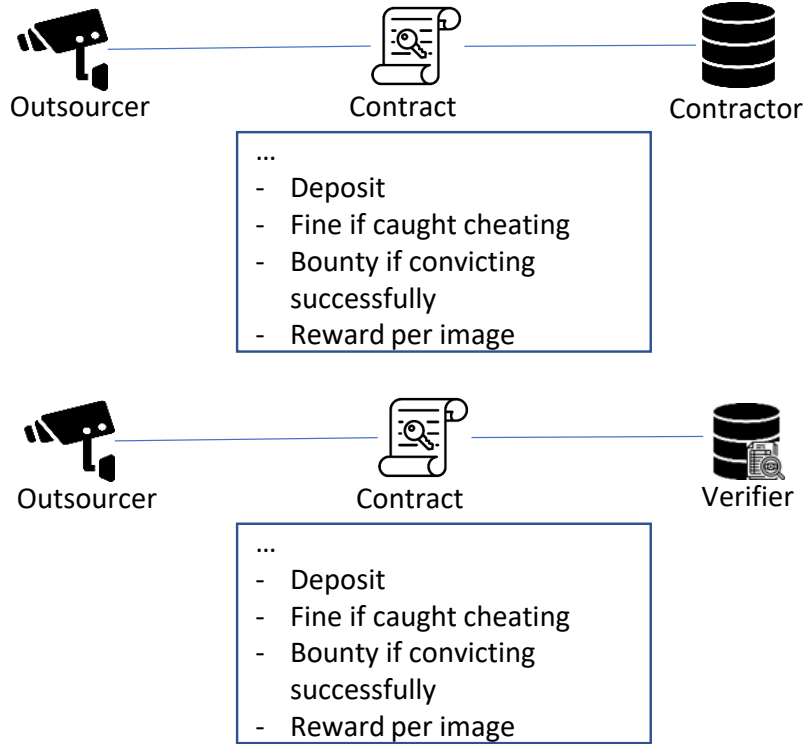 Outsourcer
Contract
Contractor
...
- Deposit
- Fine if caught cheating
- Bounty if convicting
successfully
- Reward per image
Outsourcer
Contract
Verifier
...
- Deposit
- Fine if caught cheating
- Bounty if convicting
successfully
- Reward per image